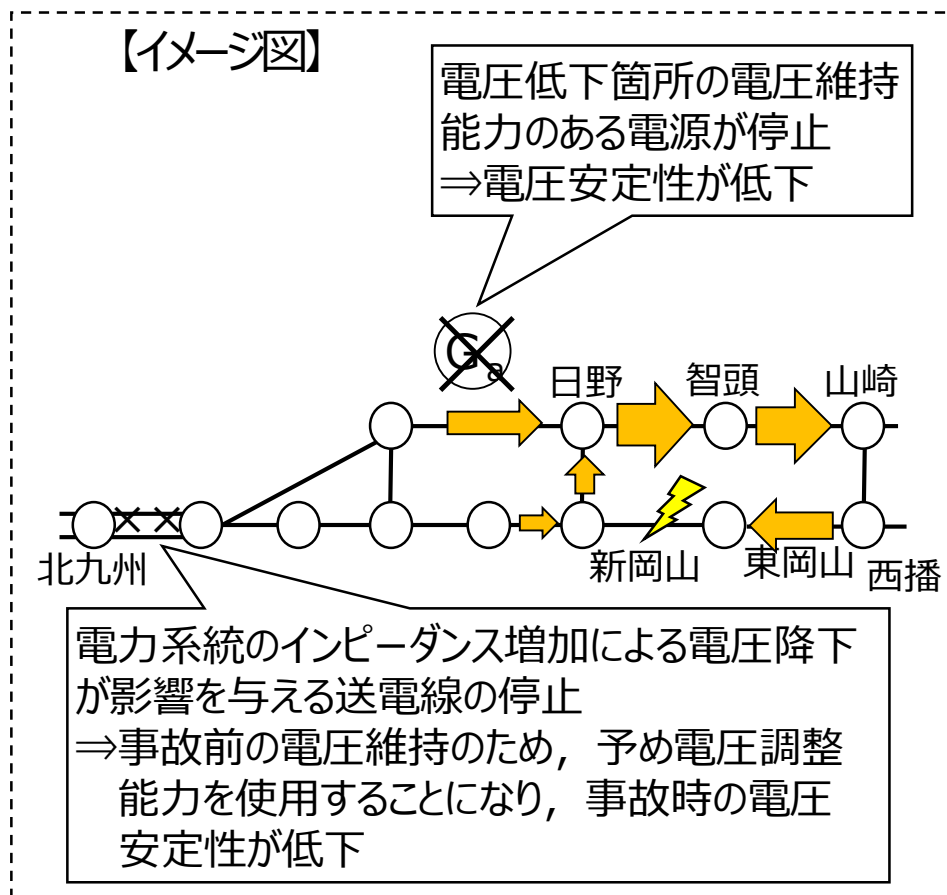 【イメージ図】
電圧低下箇所の電圧維持
能力のある電源が停止
⇒電圧安定性が低下
Ga
日野
智頭
山崎
北九州
新岡山
東岡山
西播
電力系統のインピーダンス増加による電圧降下
が影響を与える送電線の停止
⇒事故前の電圧維持のため，予め電圧調整
能力を使用することになり，事故時の電圧
安定性が低下